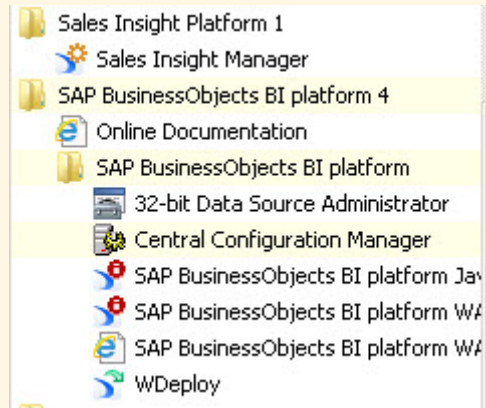 Sales Insight Platform 1
Sales Insight Manager
SAP BusinessObjects BI platform 4
Online Documentation
SAP BusinessObjects BI platform
32-bit Data Source Administrator
Central Configuration Manager
SAP BusinessObjects BI platform Jav
SAP BusinessObjects BI platform WA
SAP BusinessObjects BI platform WA
WDeploy